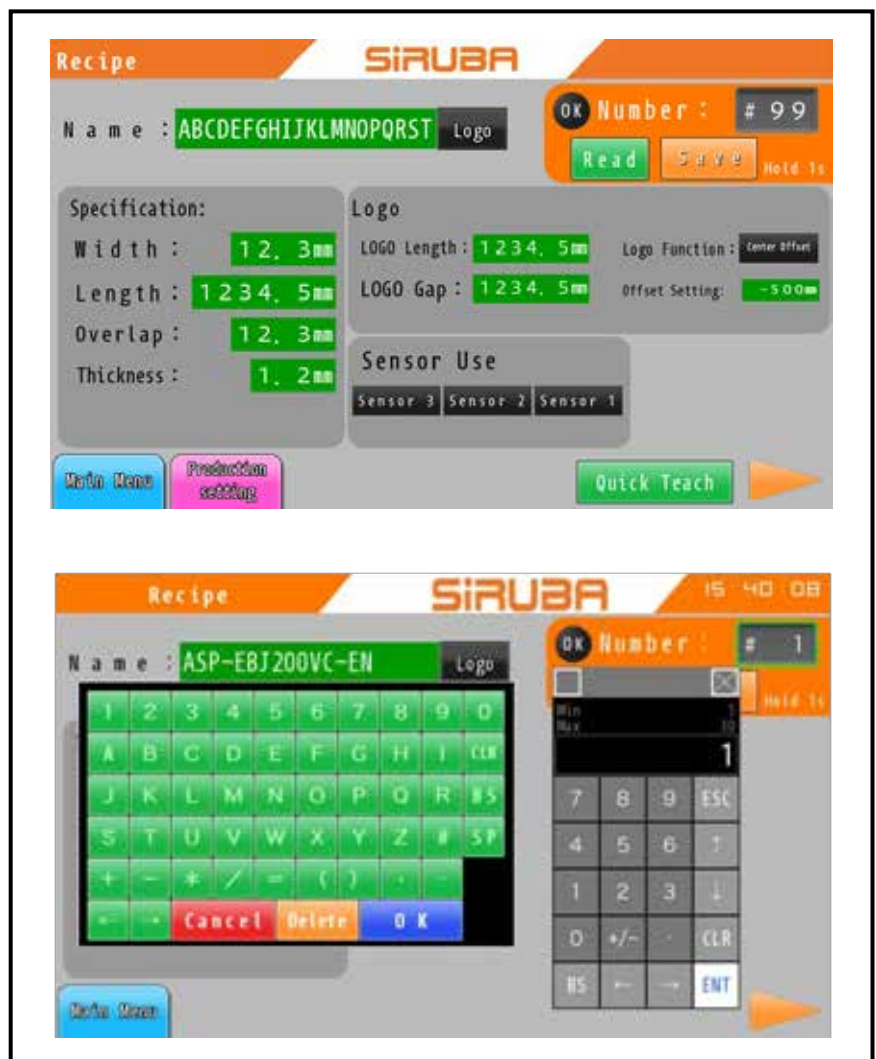 Recipe SiRUBA
Name : ABCDEFGHIJKLMNOPQRST Logo
OK Number : # 99
Read Save Hold 1s
Specification:
Width : 12. 3mm
Length : 1234. 5mm
Overlap : 12. 3mm
Thickness : 1. 2mm
Logo
LOGO Length : 1234. 5mm Logo Function : Center Offset
LOGO Gap : 1234. 5mm Offset Setting: -500mm
Sensor Use
Sensor 3 Sensor 2 Sensor 1
Main Menu Production setting Quick Teach
Recipe SiRUBA 15 40 08
Name : ASP-EBJ200VC-EN Logo
OK Number : # 1
Hold 1s
1 2 3 4 5 6 7 8 9 0
A B C D E F G H I CLR
J K L M N O P Q R BS
S T U V W X Y Z # SP
+ - * / = ( ) .
← → Cancel Delete OK
Min 1
Max
1
7 8 9 ESC
4 5 6 ↑
1 2 3 ↓
0 +/- . CLR
BS ← → ENT
Main Menu